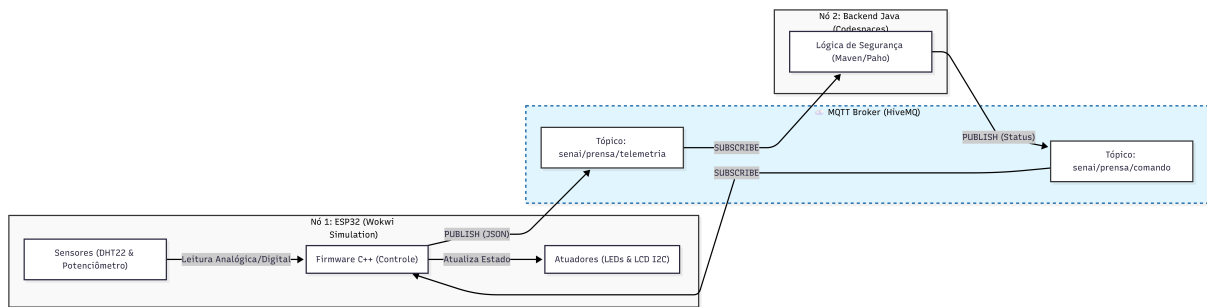 Nó 2: Backend Java
(Codespaces)
Lógica de Segurança
(Maven/Paho)
MQTT Broker (HiveMQ)
Tópico:
senai/prensa/telemetria
SUBSCRIBE
PUBLISH (Status)
Tópico:
senai/prensa/comando
SUBSCRIBE
Nó 1: ESP32 (Wokwi
Simulation)
PUBLISH (JSON)
Sensores (DHT22 &
Potenciômetro)
Leitura Analógica/Digital
Firmware C++ (Controle)
Atualiza Estado
Atuadores (LEDs & LCD I2C)